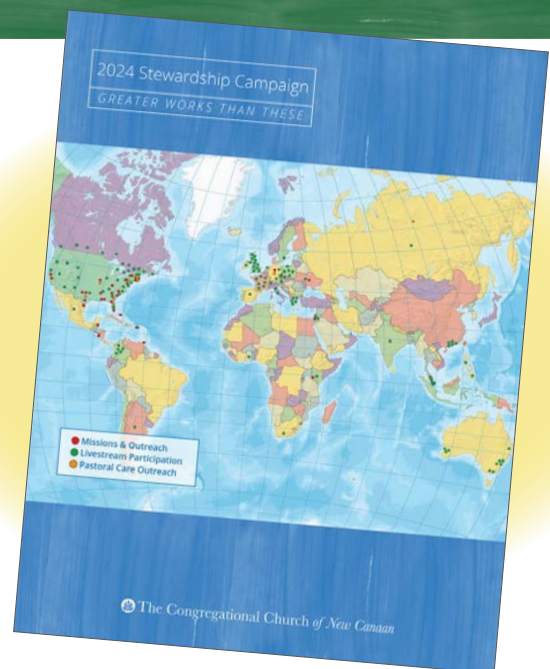 2024 Stewardship Campaign
GREATER WORKS THAN THESE
Missions & Outreach
Livestream Participation
Pastoral Care Outreach
The Congregational Church of New Canaan